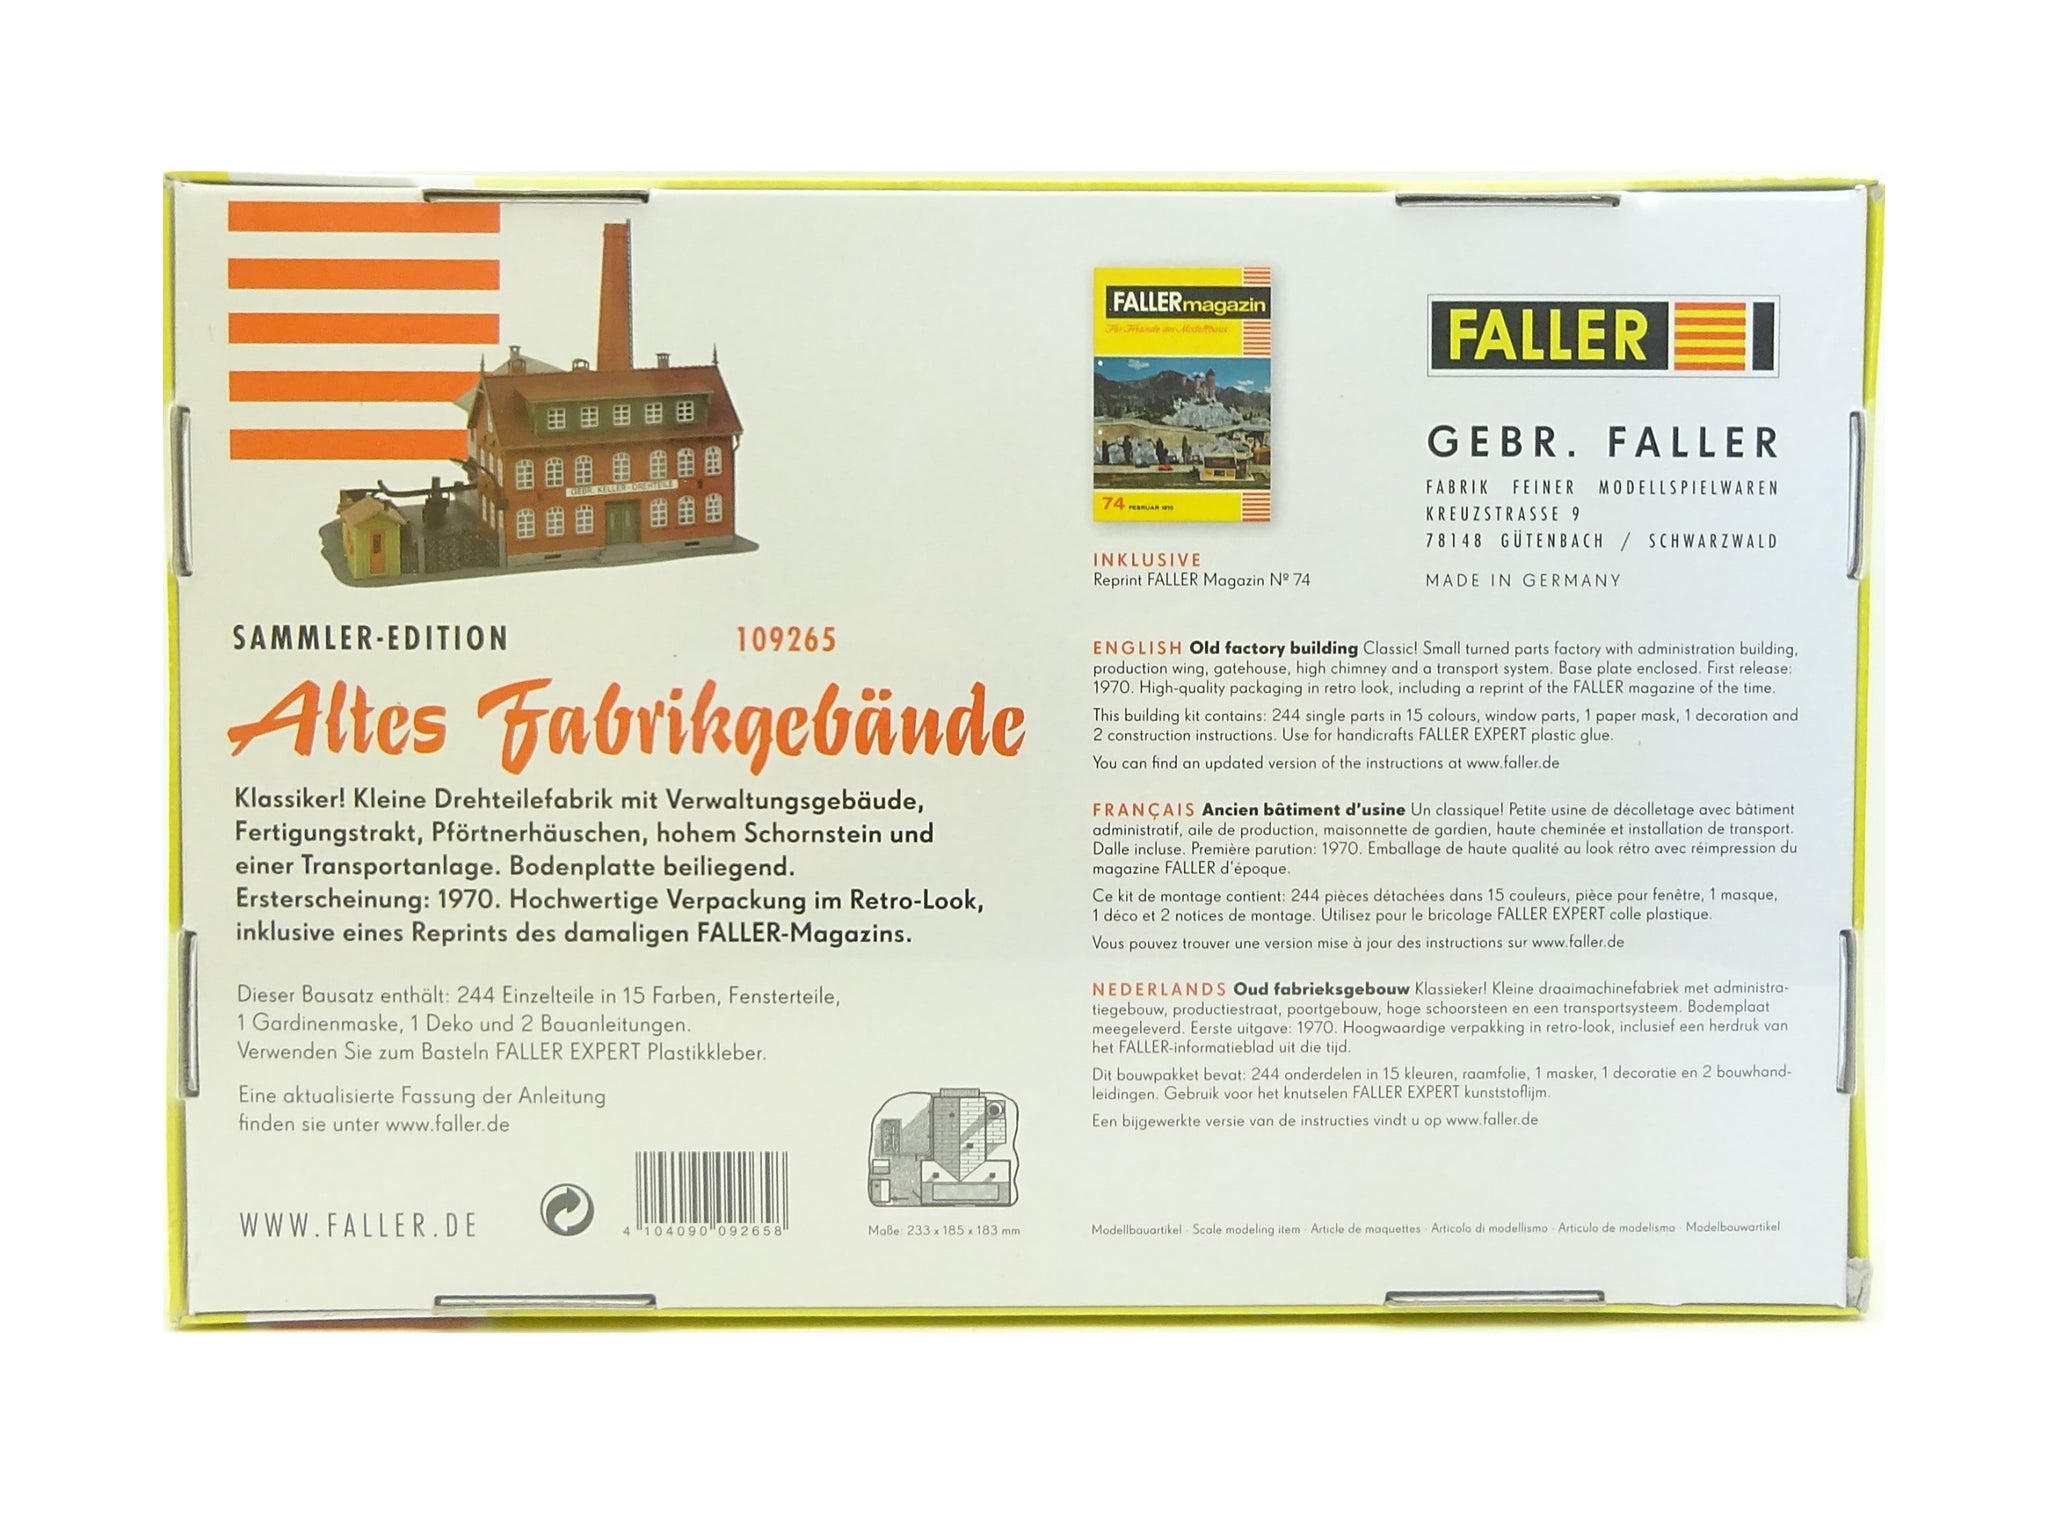 GEBR. KELLER - DREHTEILE
SAMMLER-EDITION 109265
Altes Fabrikgebäude
Klassiker! Kleine Drehteilefabrik mit Verwaltungsgebäude,
Fertigungstrakt, Pförtnerhäuschen, hohem Schornstein und
einer Transportanlage. Bodenplatte beiliegend.
Ersterscheinung: 1970. Hochwertige Verpackung im Retro-Look,
inklusive eines Reprints des damaligen FALLER-Magazins.
Dieser Bausatz enthält: 244 Einzelteile in 15 Farben, Fensterteile,
1 Gardinenmaske, 1 Deko und 2 Bauanleitungen.
Verwenden Sie zum Basteln FALLER EXPERT Plastikkleber.
Eine aktualisierte Fassung der Anleitung
finden sie unter www.faller.de
WWW.FALLER.DE
4 104090 092658
Maße: 233 x 185 x 183 mm
FALLER magazin
Für Freunde des Modellbaus
74 FEBRUAR 1970
INKLUSIVE
Reprint FALLER Magazin Nº 74
FALLER
GEBR. FALLER
FABRIK FEINER MODELLSPIELWAREN
KREUZSTRASSE 9
78148 GÜTENBACH / SCHWARZWALD
MADE IN GERMANY
ENGLISH Old factory building Classic! Small turned parts factory with administration building,
production wing, gatehouse, high chimney and a transport system. Base plate enclosed. First release:
1970. High-quality packaging in retro look, including a reprint of the FALLER magazine of the time.
This building kit contains: 244 single parts in 15 colours, window parts, 1 paper mask, 1 decoration and
2 construction instructions. Use for handicrafts FALLER EXPERT plastic glue.
You can find an updated version of the instructions at www.faller.de
FRANÇAIS Ancien bâtiment d'usine Un classique! Petite usine de décolletage avec bâtiment
administratif, aile de production, maisonnette de gardien, haute cheminée et installation de transport.
Dalle incluse. Première parution: 1970. Emballage de haute qualité au look rétro avec réimpression du
magazine FALLER d'époque.
Ce kit de montage contient: 244 pièces détachées dans 15 couleurs, pièce pour fenêtre, 1 masque,
1 déco et 2 notices de montage. Utilisez pour le bricolage FALLER EXPERT colle plastique.
Vous pouvez trouver une version mise à jour des instructions sur www.faller.de
NEDERLANDS Oud fabrieksgebouw Klassieker! Kleine draaimachinefabriek met administra-
tiegebouw, productiestraat, poortgebouw, hoge schoorsteen en een transportsysteem. Bodemplaat
meegeleverd. Eerste uitgave: 1970. Hoogwaardige verpakking in retro-look, inclusief een herdruk van
het FALLER-informatieblad uit die tijd.
Dit bouwpakket bevat: 244 onderdelen in 15 kleuren, raamfolie, 1 masker, 1 decoratie en 2 bouwhand-
leidingen. Gebruik voor het knutselen FALLER EXPERT kunststoflijm.
Een bijgewerkte versie van de instructies vindt u op www.faller.de
Modellbauartikel · Scale modeling item · Article de maquettes · Articolo di modellismo · Articulo de modelismo · Modelbouwartikel